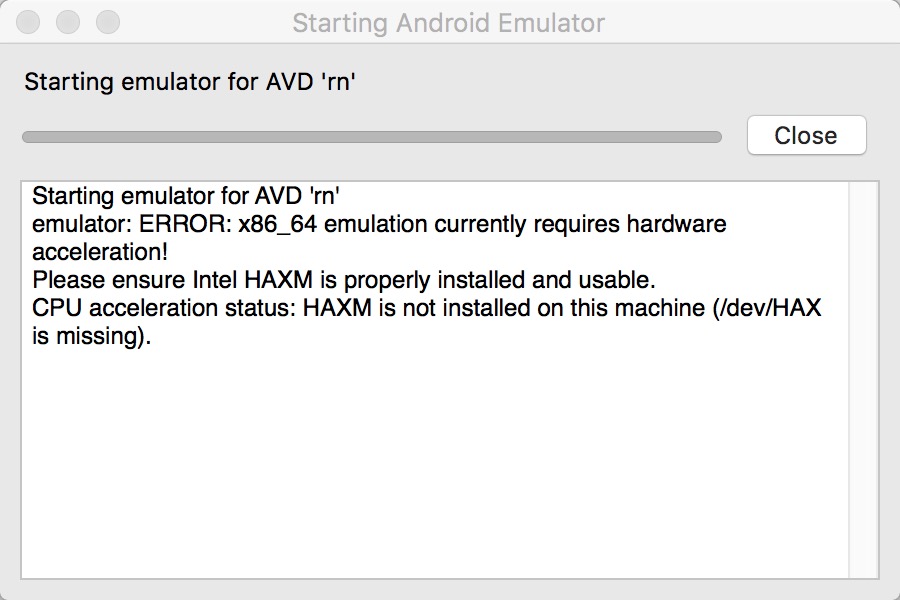 Starting Android Emulator
Starting emulator for AVD 'rn'
Close
Starting emulator for AVD 'rn'
emulator: ERROR: x86_64 emulation currently requires hardware
acceleration!
Please ensure Intel HAXM is properly installed and usable.
CPU acceleration status: HAXM is not installed on this machine (/dev/HAX
is missing).